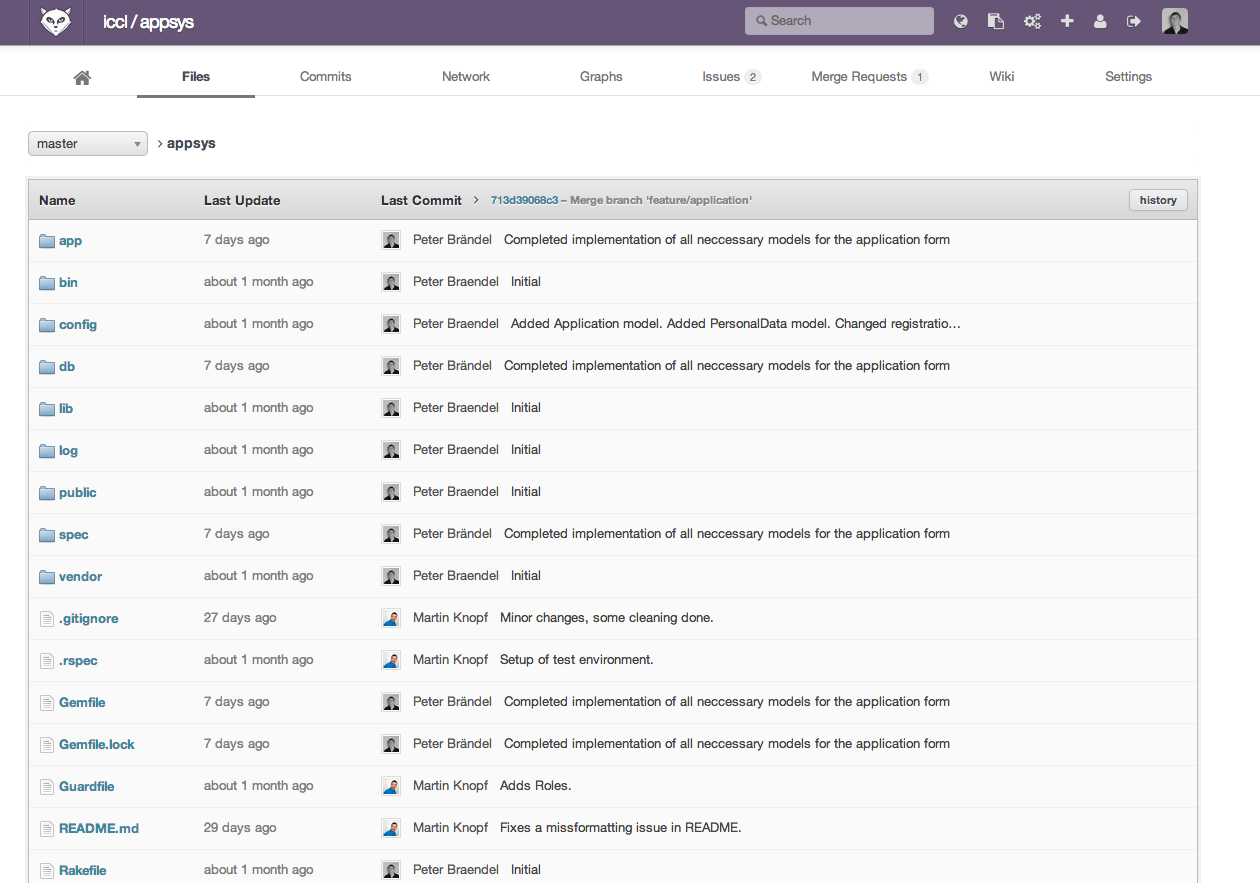 iccl / appsys Search
Files Commits Network Graphs Issues 2 Merge Requests 1 Wiki Settings
master > appsys
Name Last Update Last Commit > 713d39068c3 – Merge branch 'feature/application' history
app 7 days ago Peter Brändel Completed implementation of all neccessary models for the application form
bin about 1 month ago Peter Braendel Initial
config about 1 month ago Peter Braendel Added Application model. Added PersonalData model. Changed registratio…
db 7 days ago Peter Brändel Completed implementation of all neccessary models for the application form
lib about 1 month ago Peter Braendel Initial
log about 1 month ago Peter Braendel Initial
public about 1 month ago Peter Braendel Initial
spec 7 days ago Peter Brändel Completed implementation of all neccessary models for the application form
vendor about 1 month ago Peter Braendel Initial
.gitignore 27 days ago Martin Knopf Minor changes, some cleaning done.
.rspec about 1 month ago Martin Knopf Setup of test environment.
Gemfile 7 days ago Peter Brändel Completed implementation of all neccessary models for the application form
Gemfile.lock 7 days ago Peter Brändel Completed implementation of all neccessary models for the application form
Guardfile about 1 month ago Martin Knopf Adds Roles.
README.md 29 days ago Martin Knopf Fixes a missformatting issue in README.
Rakefile about 1 month ago Peter Braendel Initial